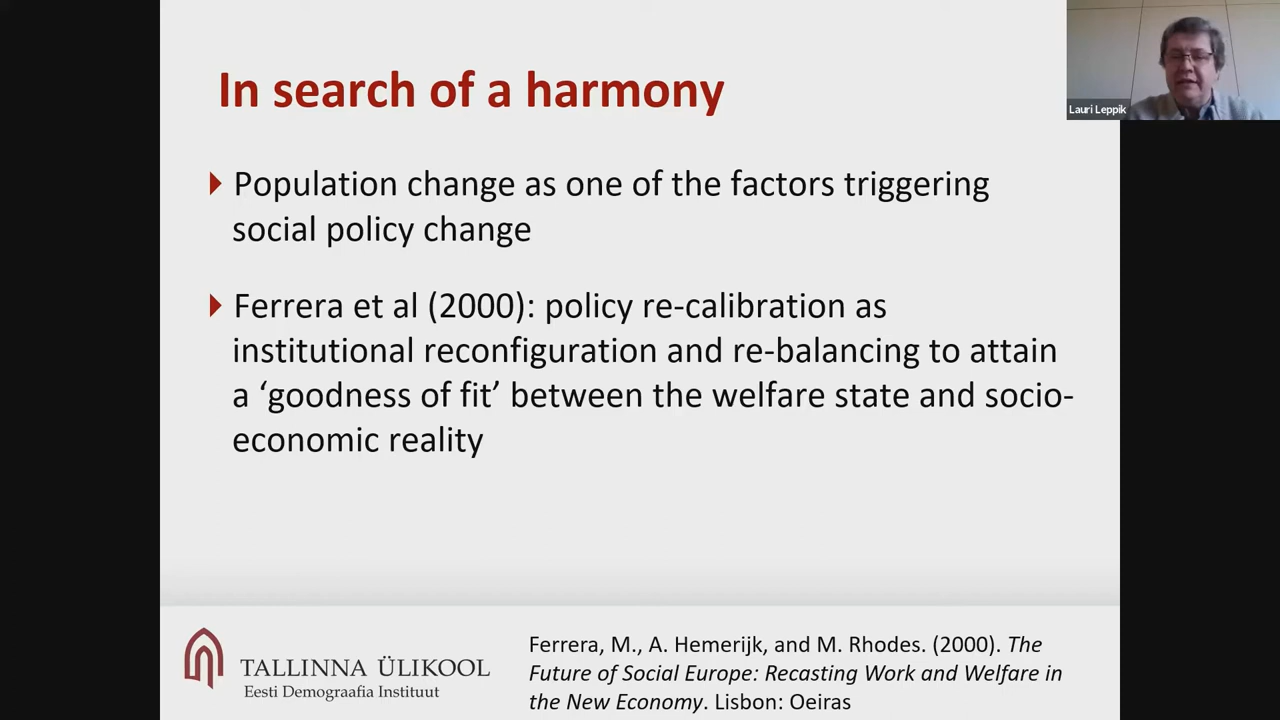 In search of a harmony
Lauri Leppik
Population change as one of the factors triggering
social policy change
Ferrera et al (2000): policy re-calibration as
institutional reconfiguration and re-balancing to attain
a ‘goodness of fit’ between the welfare state and socio-
economic reality
TALLINNA ÜLIKOOL
Eesti Demograafia Instituut
Ferrera, M., A. Hemerijk, and M. Rhodes. (2000). The
Future of Social Europe: Recasting Work and Welfare in
the New Economy. Lisbon: Oeiras